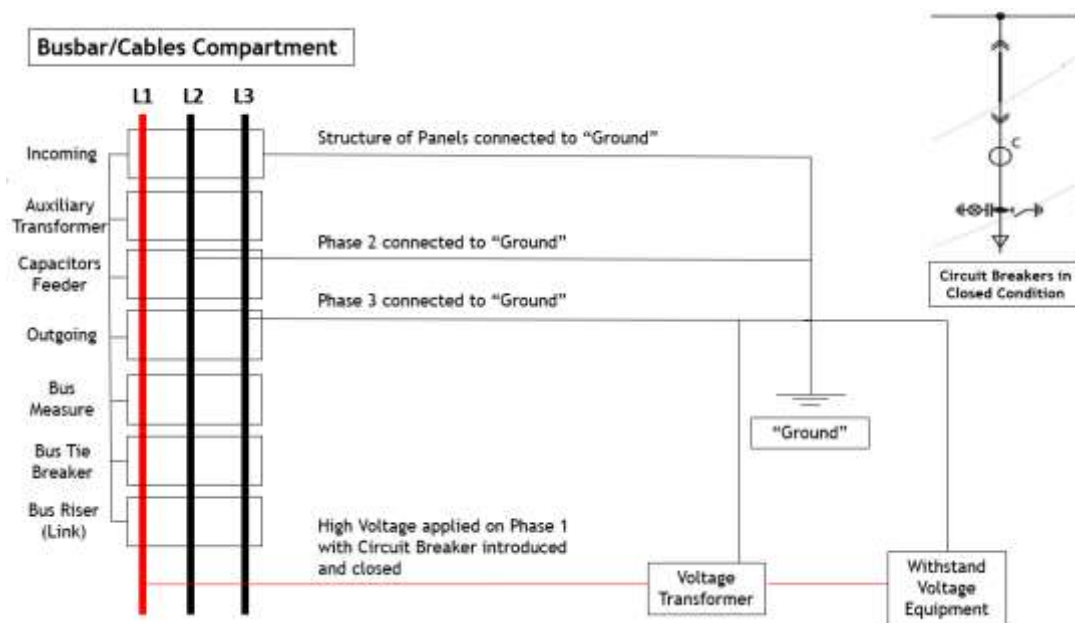 Busbar/Cables Compartment
L1 L2 L3
Incoming
Auxiliary
Transformer
Capacitors
Feeder
Outgoing
Bus
Measure
Bus Tie
Breaker
Bus Riser
(Link)
Structure of Panels connected to “Ground”
Phase 2 connected to “Ground”
Phase 3 connected to “Ground”
“Ground”
High Voltage applied on Phase 1
with Circuit Breaker introduced
and closed
Voltage
Transformer
Withstand
Voltage
Equipment
C
Circuit Breakers in
Closed Condition